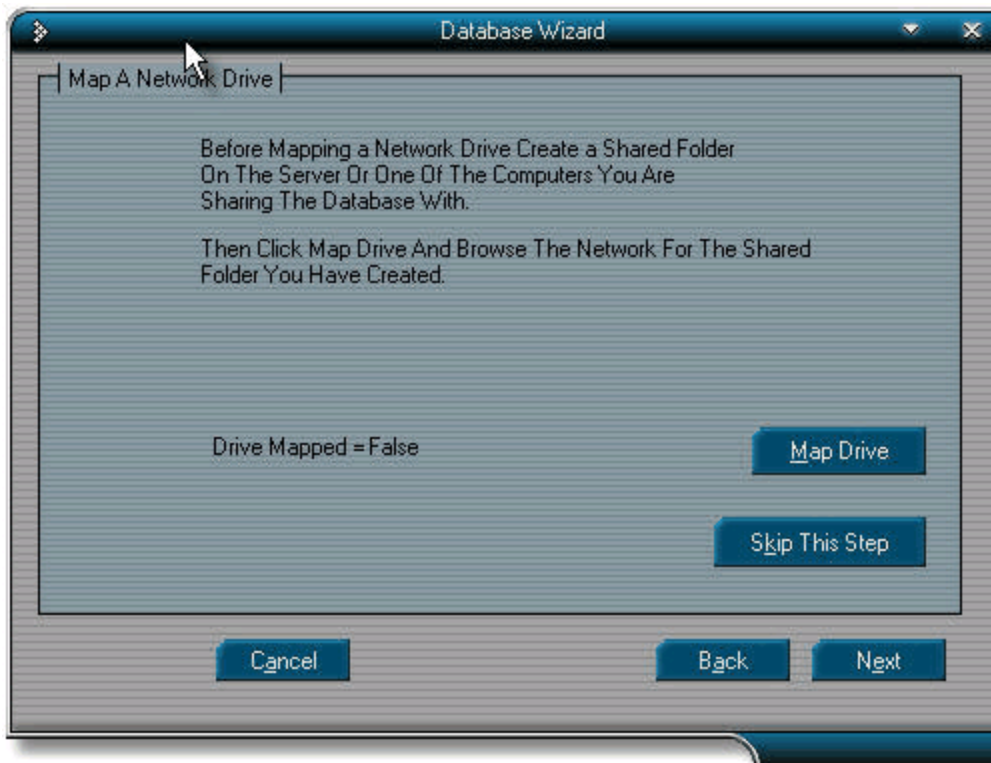 Database Wizard
Map A Network Drive
Before Mapping a Network Drive Create a Shared Folder
On The Server Or One Of The Computers You Are
Sharing The Database With.
Then Click Map Drive And Browse The Network For The Shared
Folder You Have Created.
Drive Mapped = False
Map Drive
Skip This Step
Cancel
Back
Next